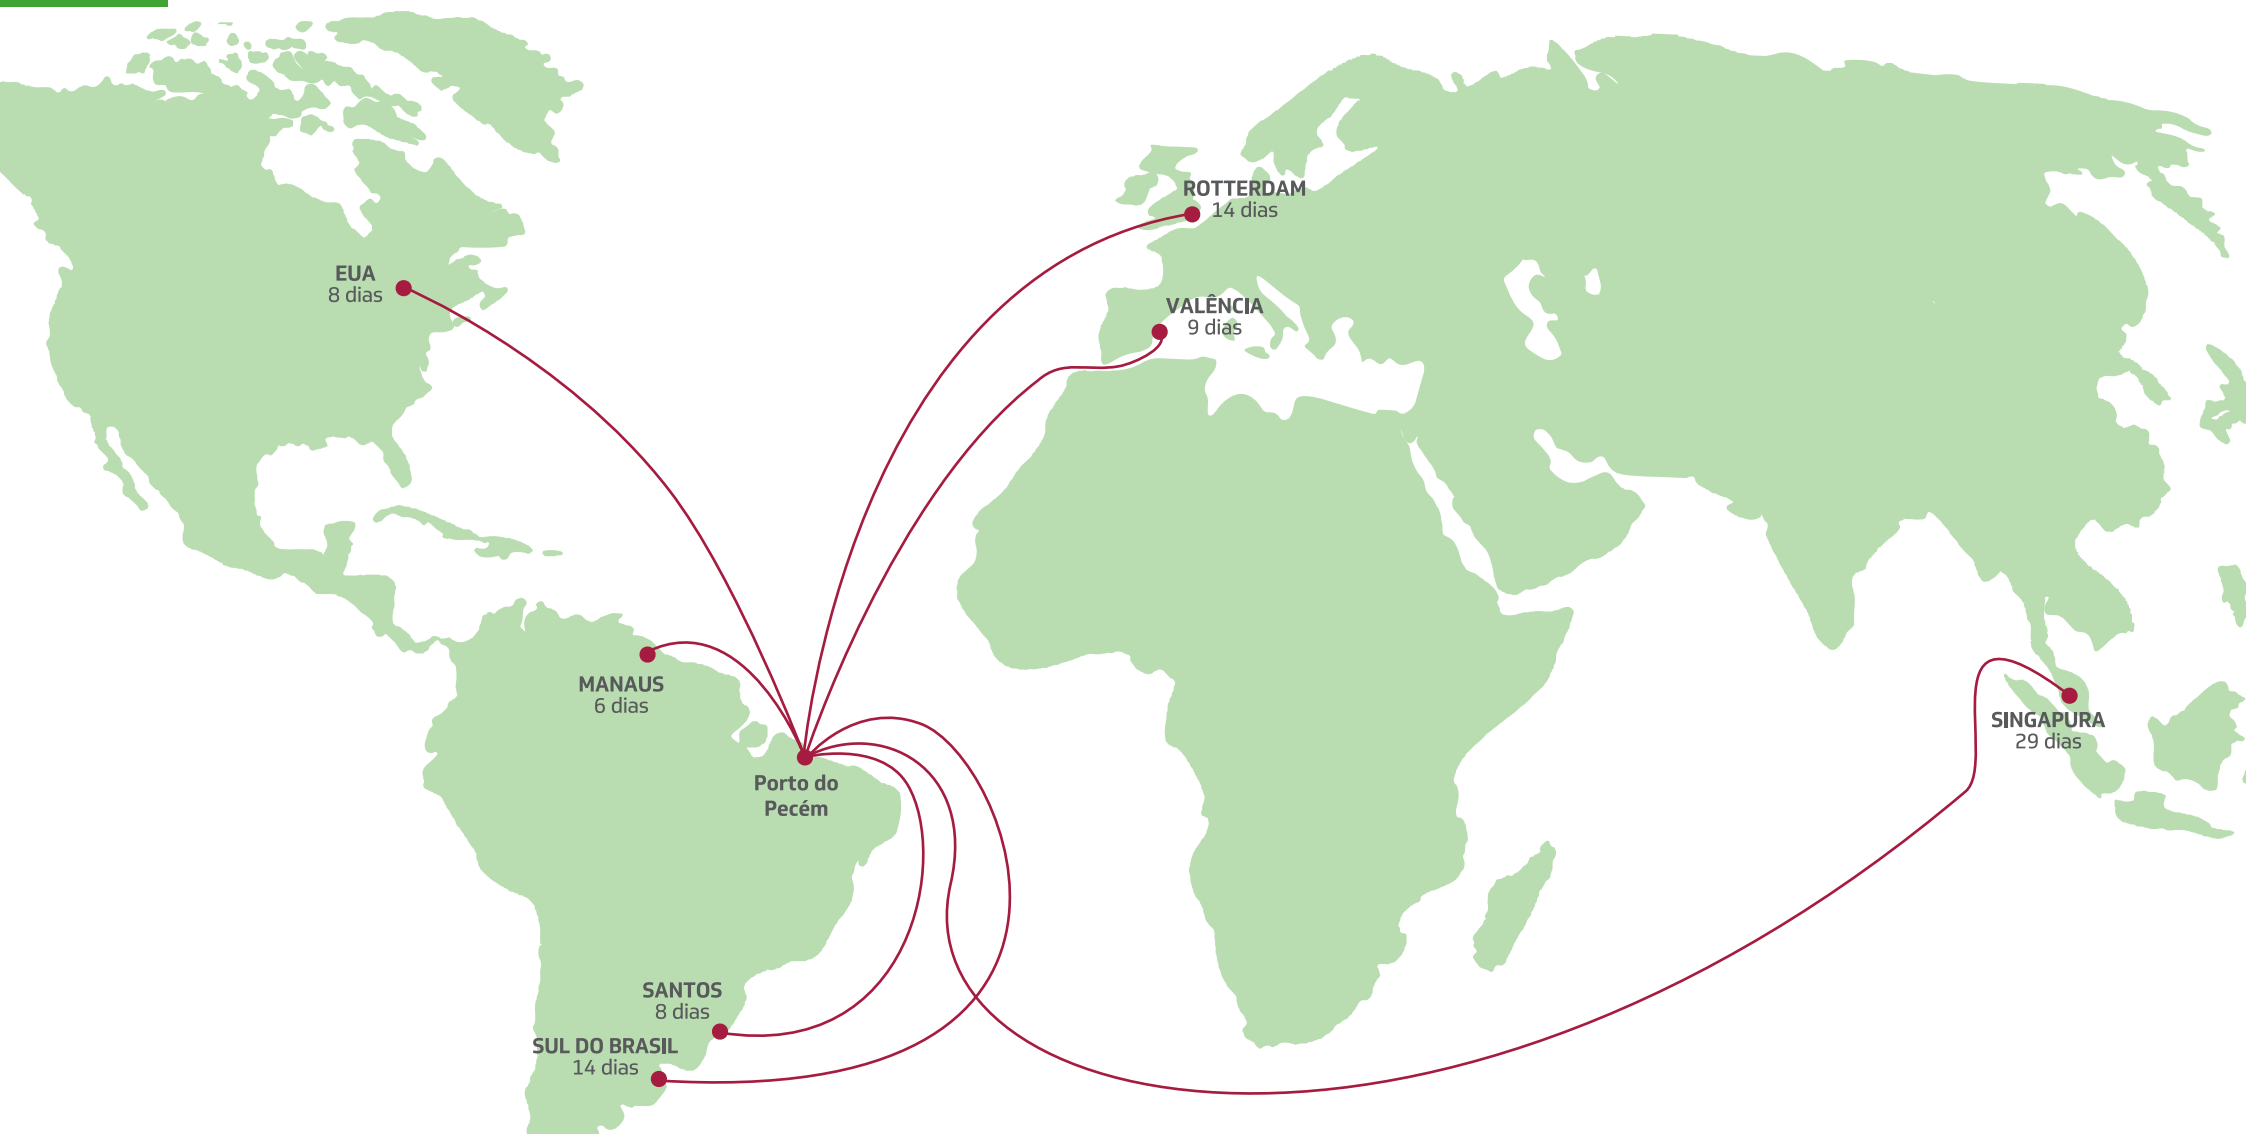 ROTTERDAM
14 dias
EUA
8 dias
VALÊNCIA
9 dias
MANAUS
6 dias
Porto do
Pecém
SINGAPURA
29 dias
SANTOS
8 dias
SUL DO BRASIL
14 dias